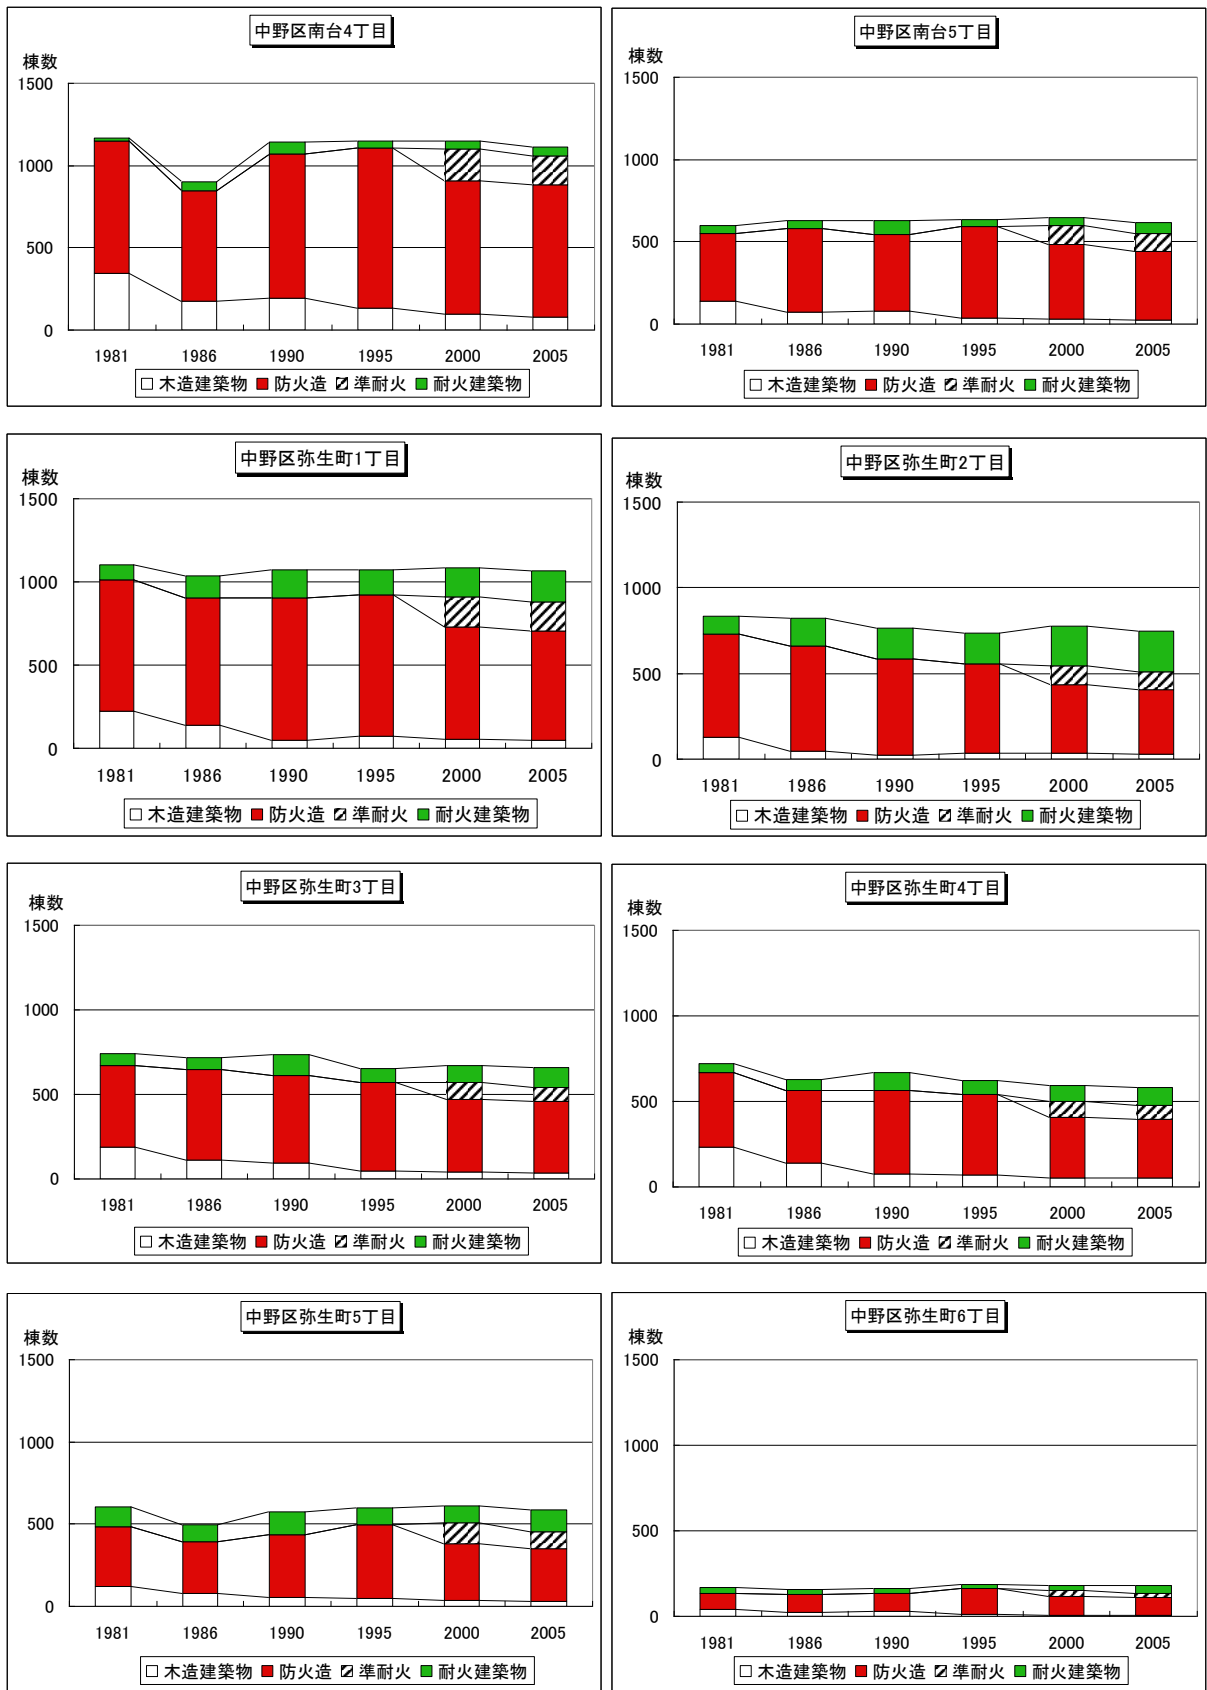 中野区南台4丁目
棟数
1500
1000
500
0
1981 1986 1990 1995 2000 2005
木造建築物 防火造 準耐火 耐火建築物
中野区南台5丁目
棟数
1500
1000
500
0
1981 1986 1990 1995 2000 2005
木造建築物 防火造 準耐火 耐火建築物
中野区弥生町1丁目
棟数
1500
1000
500
0
1981 1986 1990 1995 2000 2005
木造建築物 防火造 準耐火 耐火建築物
中野区弥生町2丁目
棟数
1500
1000
500
0
1981 1986 1990 1995 2000 2005
木造建築物 防火造 準耐火 耐火建築物
中野区弥生町3丁目
棟数
1500
1000
500
0
1981 1986 1990 1995 2000 2005
木造建築物 防火造 準耐火 耐火建築物
中野区弥生町4丁目
棟数
1500
1000
500
0
1981 1986 1990 1995 2000 2005
木造建築物 防火造 準耐火 耐火建築物
中野区弥生町5丁目
棟数
1500
1000
500
0
1981 1986 1990 1995 2000 2005
木造建築物 防火造 準耐火 耐火建築物
中野区弥生町6丁目
棟数
1500
1000
500
0
1981 1986 1990 1995 2000 2005
木造建築物 防火造 準耐火 耐火建築物